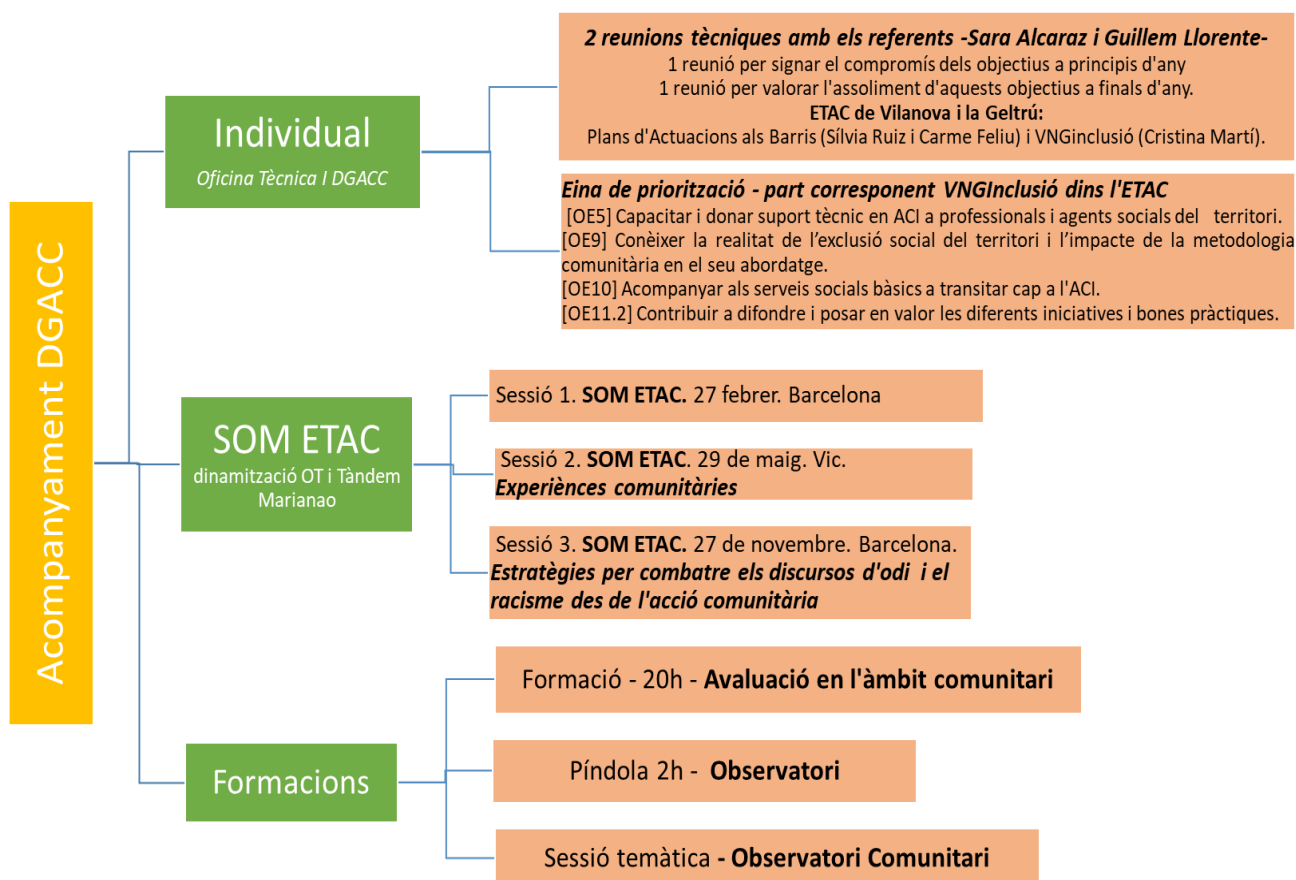 Acompanyament DGACC
Individual
Oficina Tècnica I DGACC
2 reunions tècniques amb els referents -Sara Alcaraz i Guillem Llorente-
1 reunió per signar el compromís dels objectius a principis d'any
1 reunió per valorar l'assoliment d'aquests objectius a finals d'any.
ETAC de Vilanova i la Geltrú:
Plans d'Actuacions als Barris (Sílvia Ruiz i Carme Feliu) i VNGinclusió (Cristina Martí).
Eina de priorització - part corresponent VNGInclusió dins l'ETAC
[OE5] Capacitar i donar suport tècnic en ACI a professionals i agents socials del territori.
[OE9] Conèixer la realitat de l’exclusió social del territori i l’impacte de la metodologia
comunitària en el seu abordatge.
[OE10] Acompanyar als serveis socials bàsics a transitar cap a l'ACI.
[OE11.2] Contribuir a difondre i posar en valor les diferents iniciatives i bones pràctiques.
SOM ETAC
dinamització OT i Tàndem
Marianao
Sessió 1. SOM ETAC. 27 febrer. Barcelona
Sessió 2. SOM ETAC. 29 de maig. Vic.
Experiènces comunitàries
Sessió 3. SOM ETAC. 27 de novembre. Barcelona.
Estratègies per combatre els discursos d'odi i el
racisme des de l'acció comunitària
Formacions
Formació - 20h - Avaluació en l'àmbit comunitari
Píndola 2h - Observatori
Sessió temàtica - Observatori Comunitari